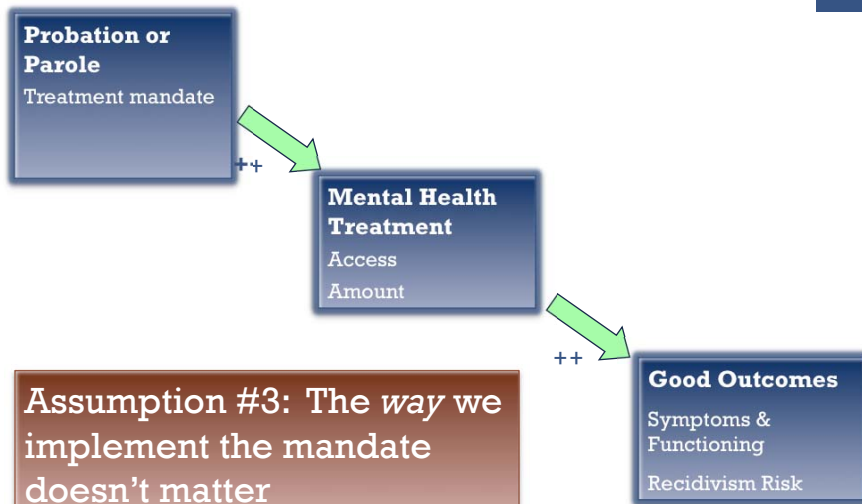 Probation or
Parole
Treatment mandate
++
Mental Health
Treatment
Access
Amount
++
Good Outcomes
Symptoms &
Functioning
Recidivism Risk
Assumption #3: The way we
implement the mandate
doesn't matter